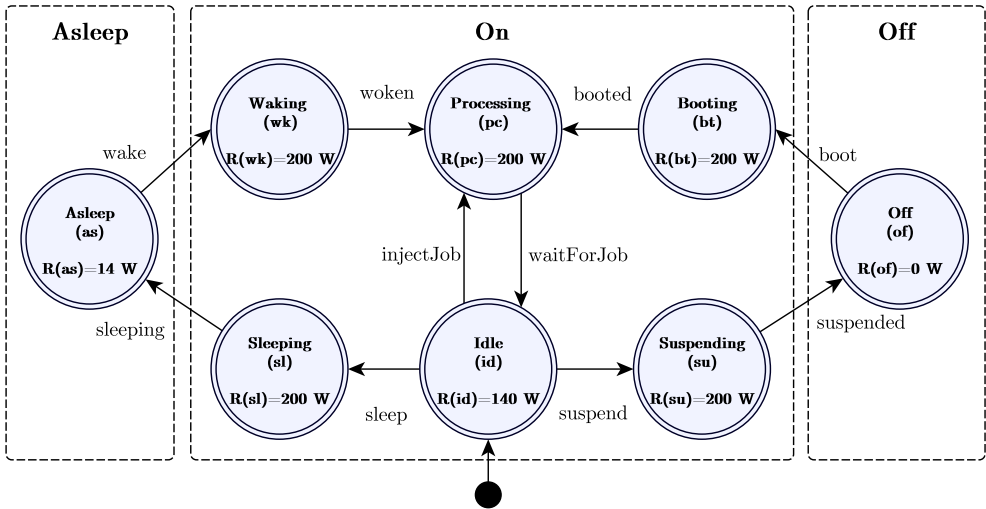 Asleep
On
Off
Waking
(wk)
R(wk)=200 W
woken
Processing
(pc)
R(pc)=200 W
booted
Booting
(bt)
R(bt)=200 W
wake
boot
Asleep
(as)
R(as)=14 W
injectJob
waitForJob
Off
(of)
R(of)=0 W
sleeping
suspended
Sleeping
(sl)
R(sl)=200 W
sleep
Idle
(id)
R(id)=140 W
suspend
Suspending
(su)
R(su)=200 W